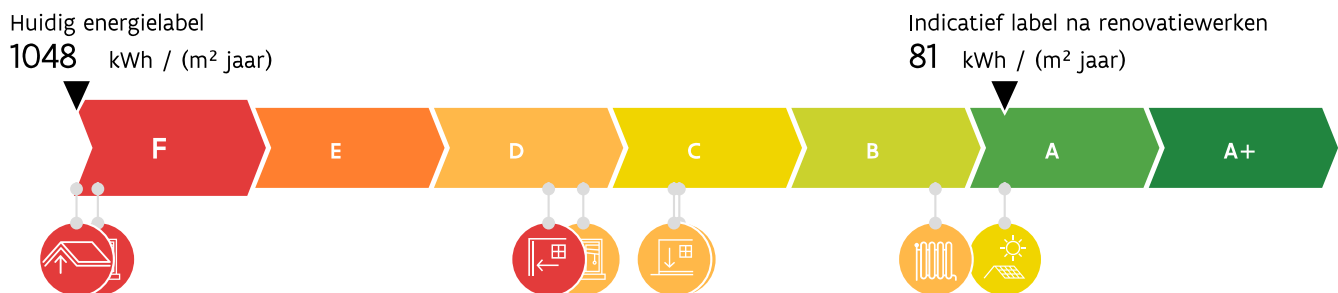 Huidig energielabel
1048 kWh / (m² jaar)
Indicatief label na renovatiewerken
81 kWh / (m² jaar)
F E D C B A A+